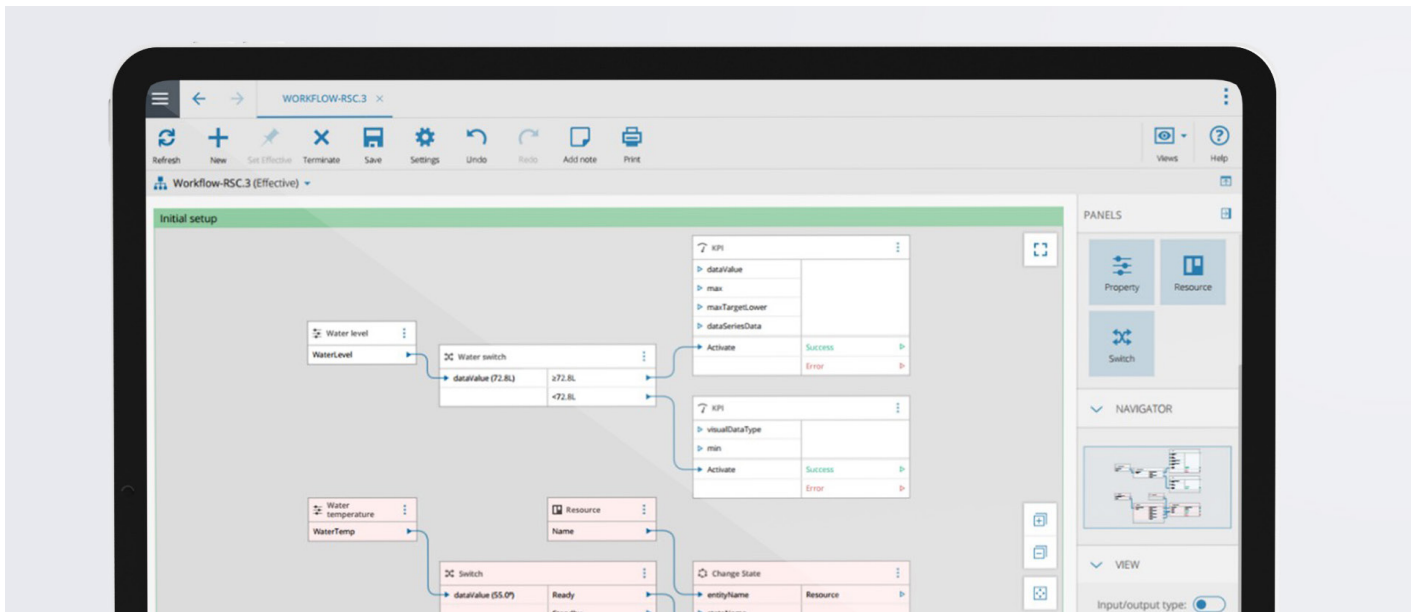 WORKFLOW-RSC.3 ×
Refresh New Set Effective Terminate Save Settings Undo Redo Add note Print Views Help
Workflow-RSC.3 (Effective)
Initial setup
PANELS
Property Resource
Switch
KPI
dataValue
max
maxTargetLower
dataSeriesData
Activate Success
Error
Water level
WaterLevel
Water switch
dataValue (72.8L) ≥72.8L
<72.8L
KPI
visualDataType
min
Activate Success
Error
NAVIGATOR
Water
temperature
WaterTemp
Resource
Name
Switch
dataValue (55.0°) Ready
Change State
entityName Resource
VIEW
Input/output type: